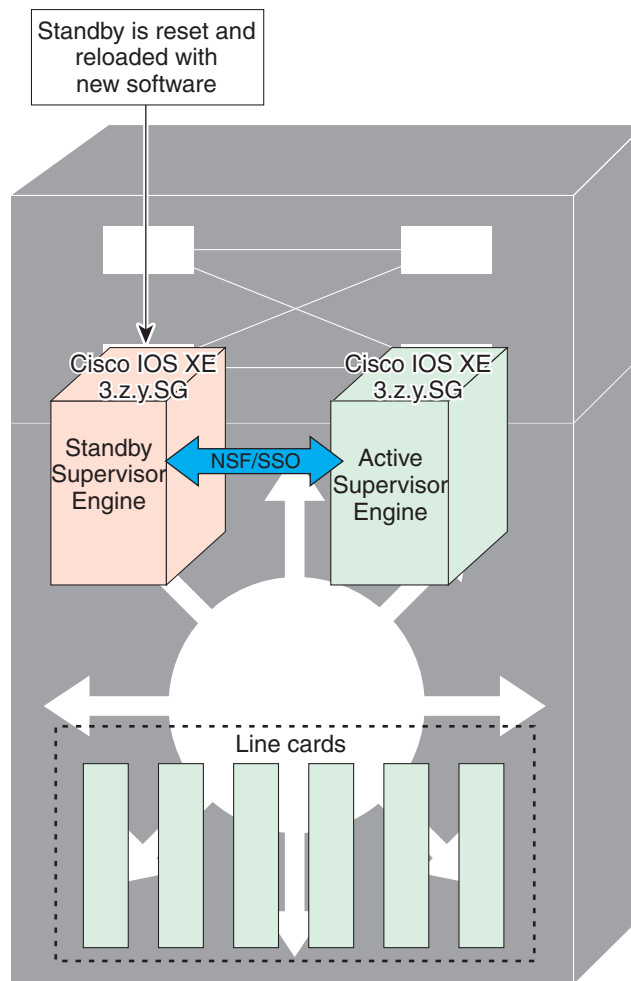 Standby is reset and
reloaded with
new software
Cisco IOS XE
3.z.y.SG
Cisco IOS XE
3.z.y.SG
Standby
Supervisor
Engine
NSF/SSO
Active
Supervisor
Engine
Line cards